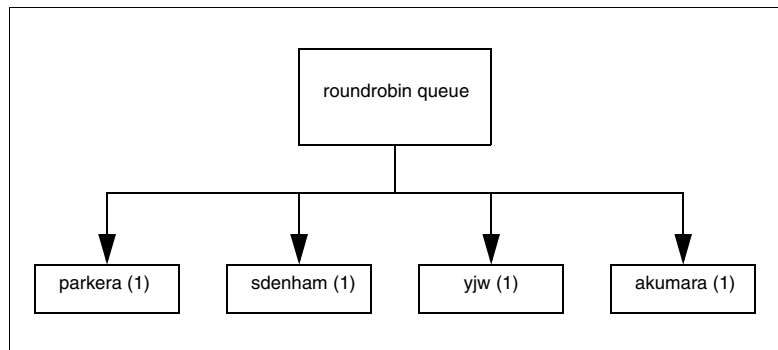 roundrobin queue
parkera (1)
sdenham (1)
yjw (1)
akumara (1)